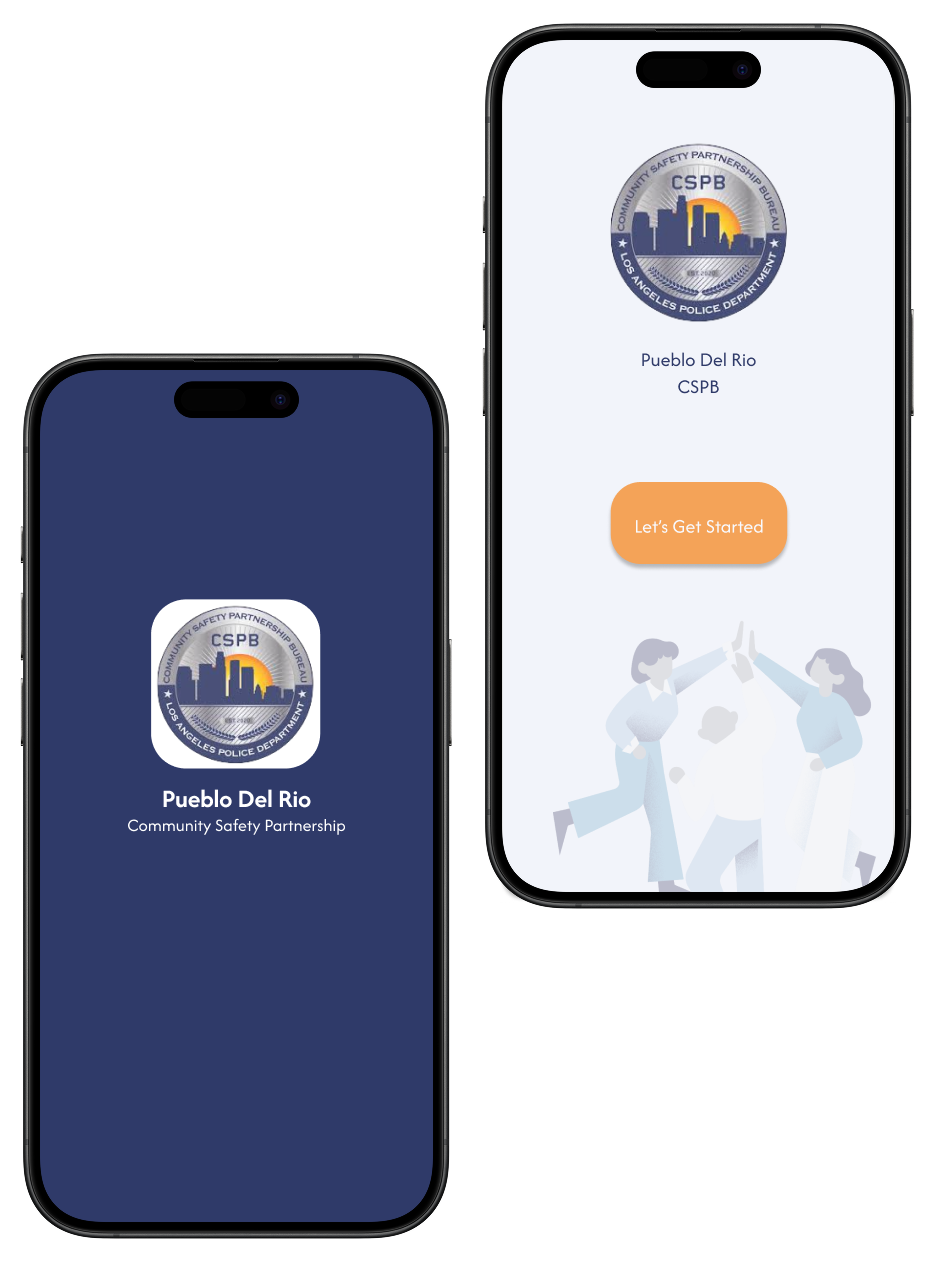 COMMUNITY SAFETY PARTNERSHIP BUREAU
CSPB
LOS ANGELES POLICE DEPARTMENT
Pueblo Del Rio
CSPB
Let's Get Started
COMMUNITY SAFETY PARTNERSHIP BUREAU
CSPB
LOS ANGELES POLICE DEPARTMENT
Pueblo Del Rio
Community Safety Partnership